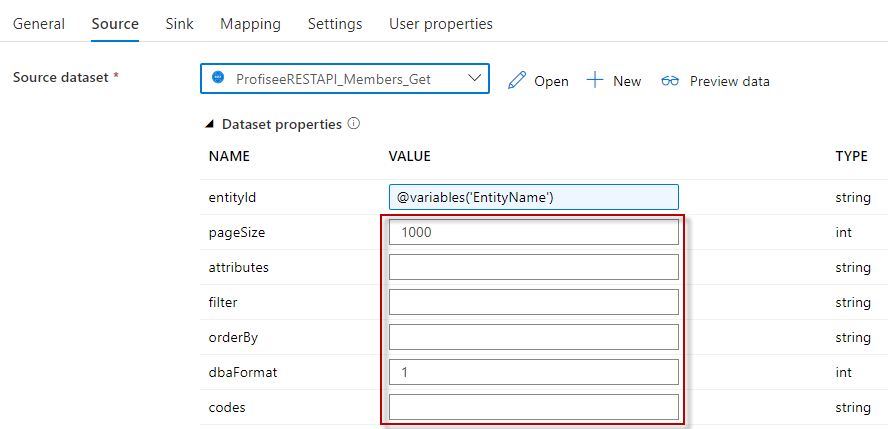 General Source Sink Mapping Settings User properties
Source dataset * ProfiseeRESTAPI_Members_Get Open New Preview data
Dataset properties
NAME VALUE TYPE
entityId @variables('EntityName') string
pageSize 1000 int
attributes string
filter string
orderBy string
dbaFormat 1 int
codes string